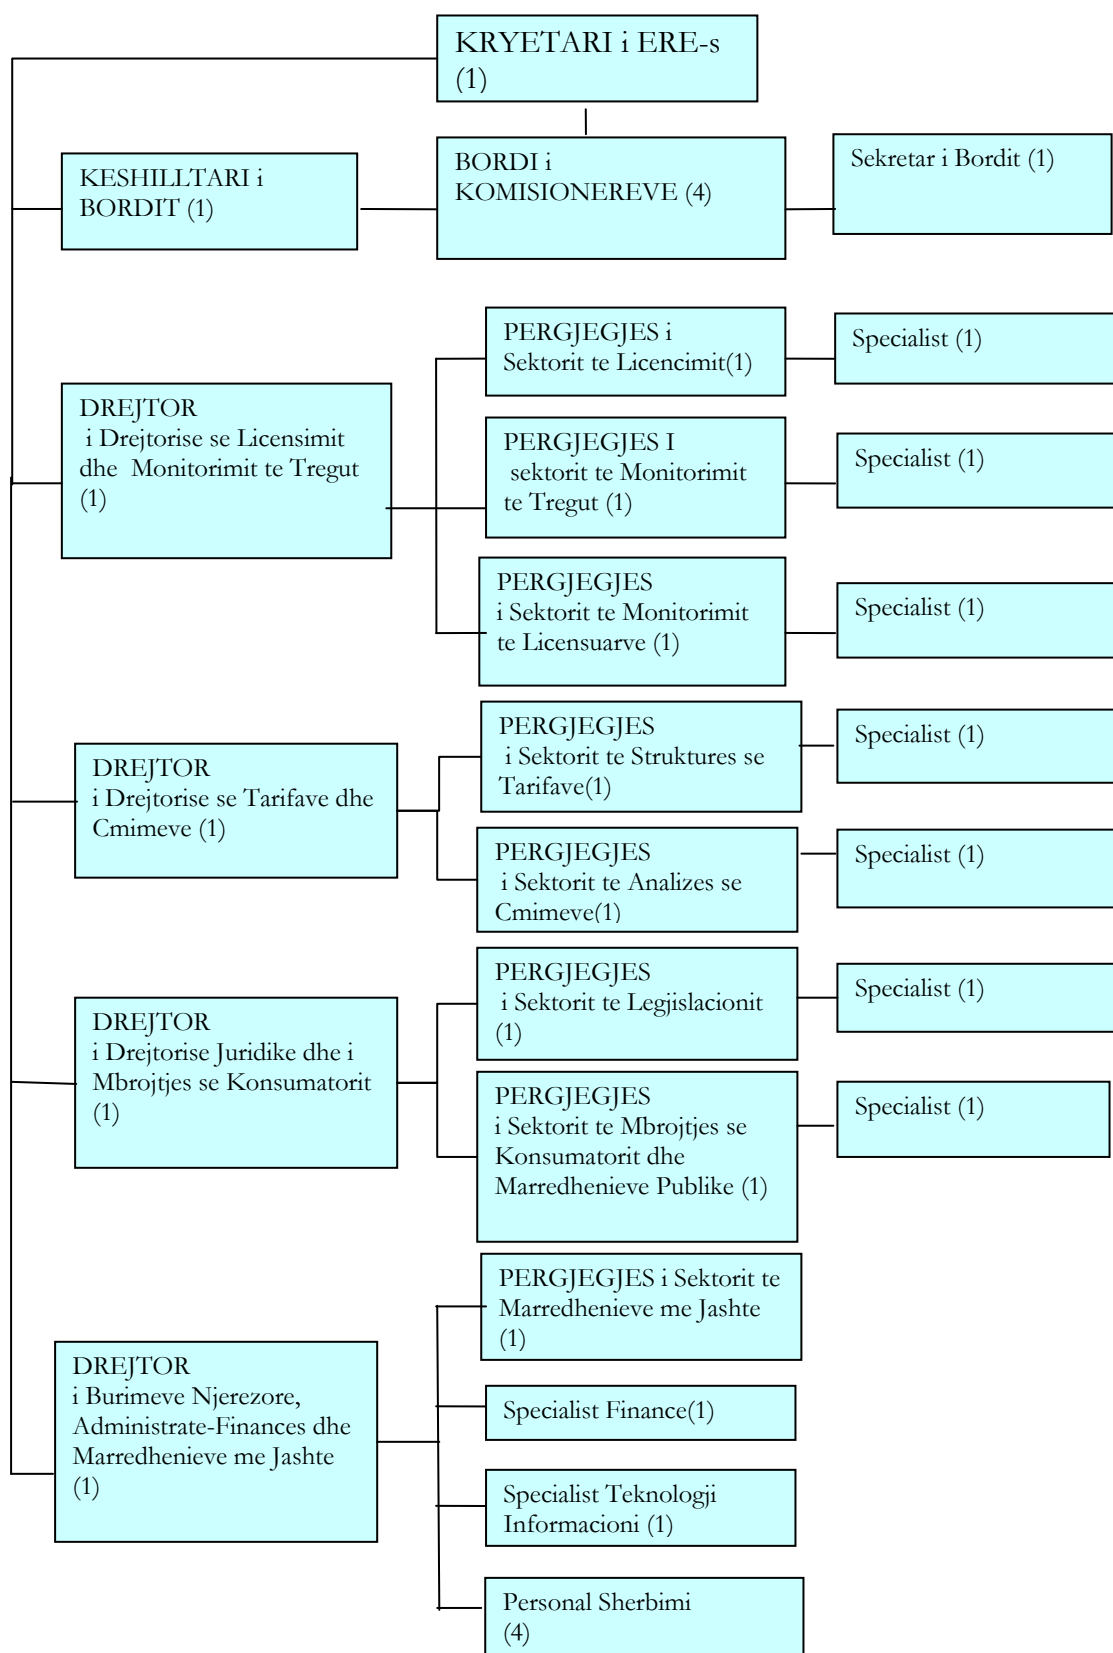 KRYETARI i ERE-s
(1)
KESHILLTARI i
BORDIT (1)
BORDI i
KOMISIONEREVE (4)
Sekretar i Bordit (1)
DREJTOR
i Drejtorise se Licensimit
dhe Monitorimit te Tregut
(1)
PERGJEGJES i
Sektorit te Licencimit(1)
Specialist (1)
PERGJEGJES I
sektorit te Monitorimit
te Tregut (1)
Specialist (1)
PERGJEGJES
i Sektorit te Monitorimit
te Licensuarve (1)
Specialist (1)
DREJTOR
i Drejtorise se Tarifave dhe
Cmimeve (1)
PERGJEGJES
i Sektorit te Struktures se
Tarifave(1)
Specialist (1)
PERGJEGJES
i Sektorit te Analizes se
Cmimeve(1)
Specialist (1)
DREJTOR
i Drejtorise Juridike dhe i
Mbrojtjes se Konsumatorit
(1)
PERGJEGJES
i Sektorit te Legjislacionit
(1)
Specialist (1)
PERGJEGJES
i Sektorit te Mbrojtjes se
Konsumatorit dhe
Marredhenieve Publike (1)
Specialist (1)
DREJTOR
i Burimeve Njerezore,
Administrate-Finances dhe
Marredhenieve me Jashte
(1)
PERGJEGJES i Sektorit te
Marredhenieve me Jashte
(1)
Specialist Finance(1)
Specialist Teknologji
Informacioni (1)
Personal Sherbimi
(4)